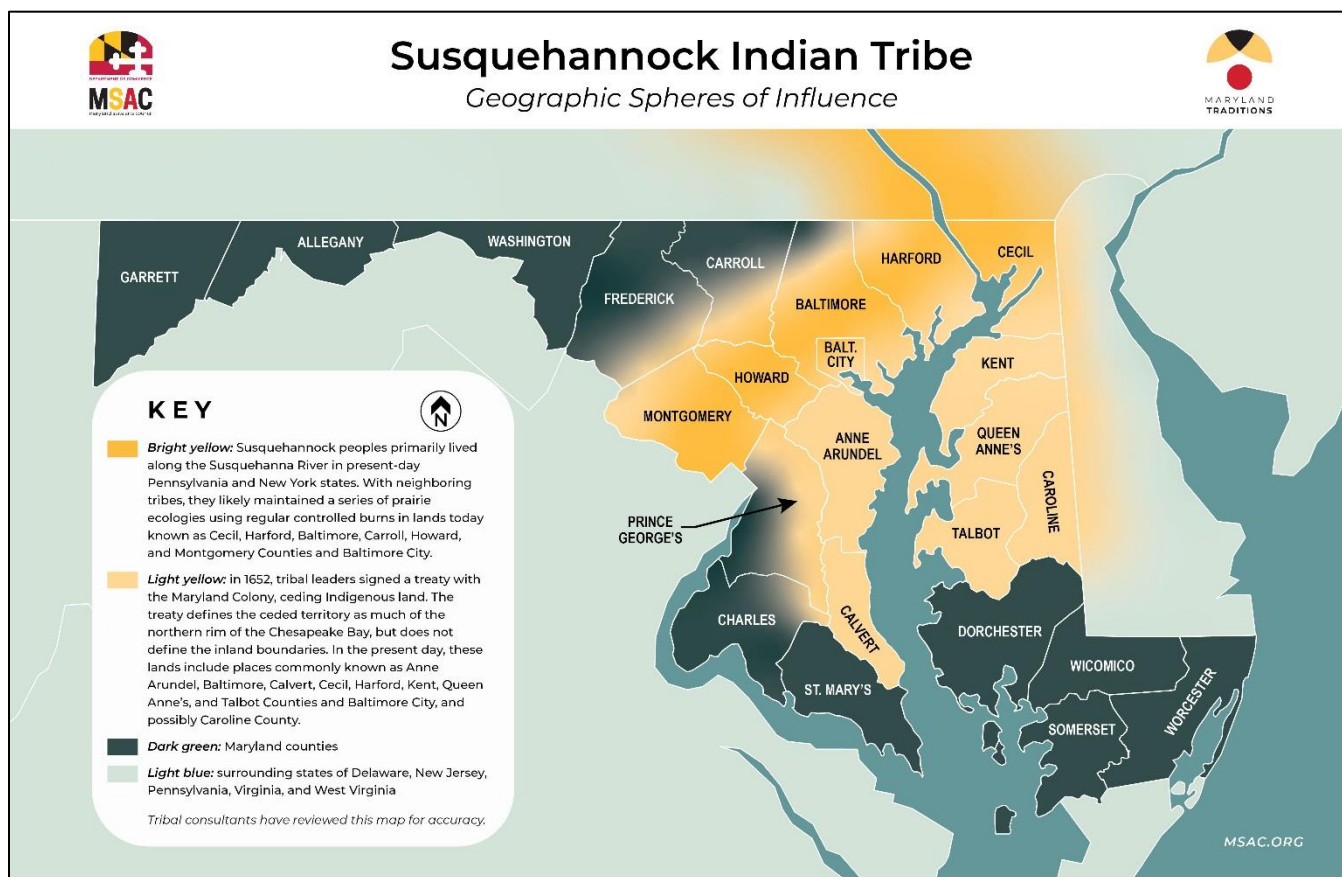 Susquehannock Indian Tribe
Geographic Spheres of Influence
DEPARTMENT OF COMMERCE
MSAC
MARYLAND STATE ARTS COUNCIL
MARYLAND
TRADITIONS
GARRETT
ALLEGANY
WASHINGTON
FREDERICK
CARROLL
HARFORD
CECIL
BALTIMORE
BALT.
CITY
KENT
HOWARD
MONTGOMERY
ANNE
ARUNDEL
QUEEN
ANNE'S
CAROLINE
TALBOT
PRINCE
GEORGE'S
CHARLES
CALVERT
ST. MARY'S
DORCHESTER
WICOMICO
WORCESTER
SOMERSET
KEY
N
Bright yellow: Susquehannock peoples primarily lived
along the Susquehanna River in present-day
Pennsylvania and New York states. With neighboring
tribes, they likely maintained a series of prairie
ecologies using regular controlled burns in lands today
known as Cecil, Harford, Baltimore, Carroll, Howard,
and Montgomery Counties and Baltimore City.
Light yellow: in 1652, tribal leaders signed a treaty with
the Maryland Colony, ceding Indigenous land. The
treaty defines the ceded territory as much of the
northern rim of the Chesapeake Bay, but does not
define the inland boundaries. In the present day, these
lands include places commonly known as Anne
Arundel, Baltimore, Calvert, Cecil, Harford, Kent, Queen
Anne's, and Talbot Counties and Baltimore City, and
possibly Caroline County.
Dark green: Maryland counties
Light blue: surrounding states of Delaware, New Jersey,
Pennsylvania, Virginia, and West Virginia
Tribal consultants have reviewed this map for accuracy.
MSAC.ORG